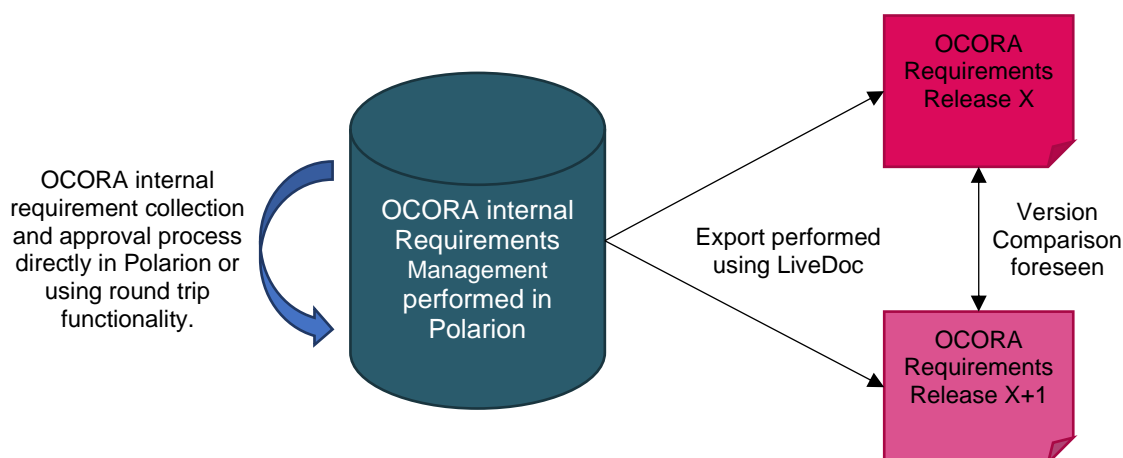 OCORA internal
requirement collection
and approval process
directly in Polarion or
using round trip
functionality.
OCORA internal
Requirements
Management
performed in
Polarion
Export performed
using LiveDoc
OCORA
Requirements
Release X
Version
Comparison
foreseen
OCORA
Requirements
Release X+1